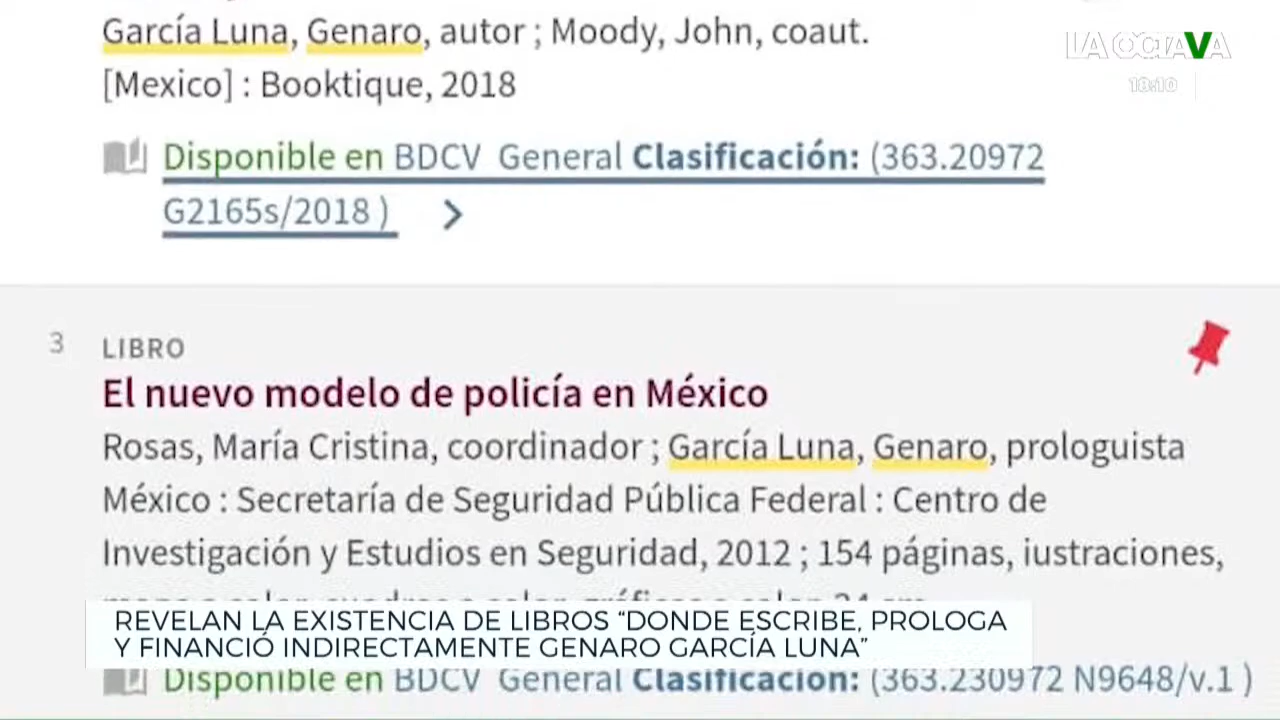 García Luna, Genaro, autor ; Moody, John, coaut.
LA OCTAVA
[Mexico] : Booktique, 2018
18:10
Disponible en BDCV General Clasificación: (363.20972
G2165s/2018 )
3 LIBRO
El nuevo modelo de policía en México
Rosas, María Cristina, coordinador ; García Luna, Genaro, prologuista
México : Secretaría de Seguridad Pública Federal : Centro de
Investigación y Estudios en Seguridad, 2012 ; 154 páginas, iustraciones,
REVELAN LA EXISTENCIA DE LIBROS “DONDE ESCRIBE, PROLOGA
Y FINANCIÓ INDIRECTAMENTE GENARO GARCÍA LUNA”
Disponible en BDCV General Clasificación: (363.230972 N9648/v.1 )